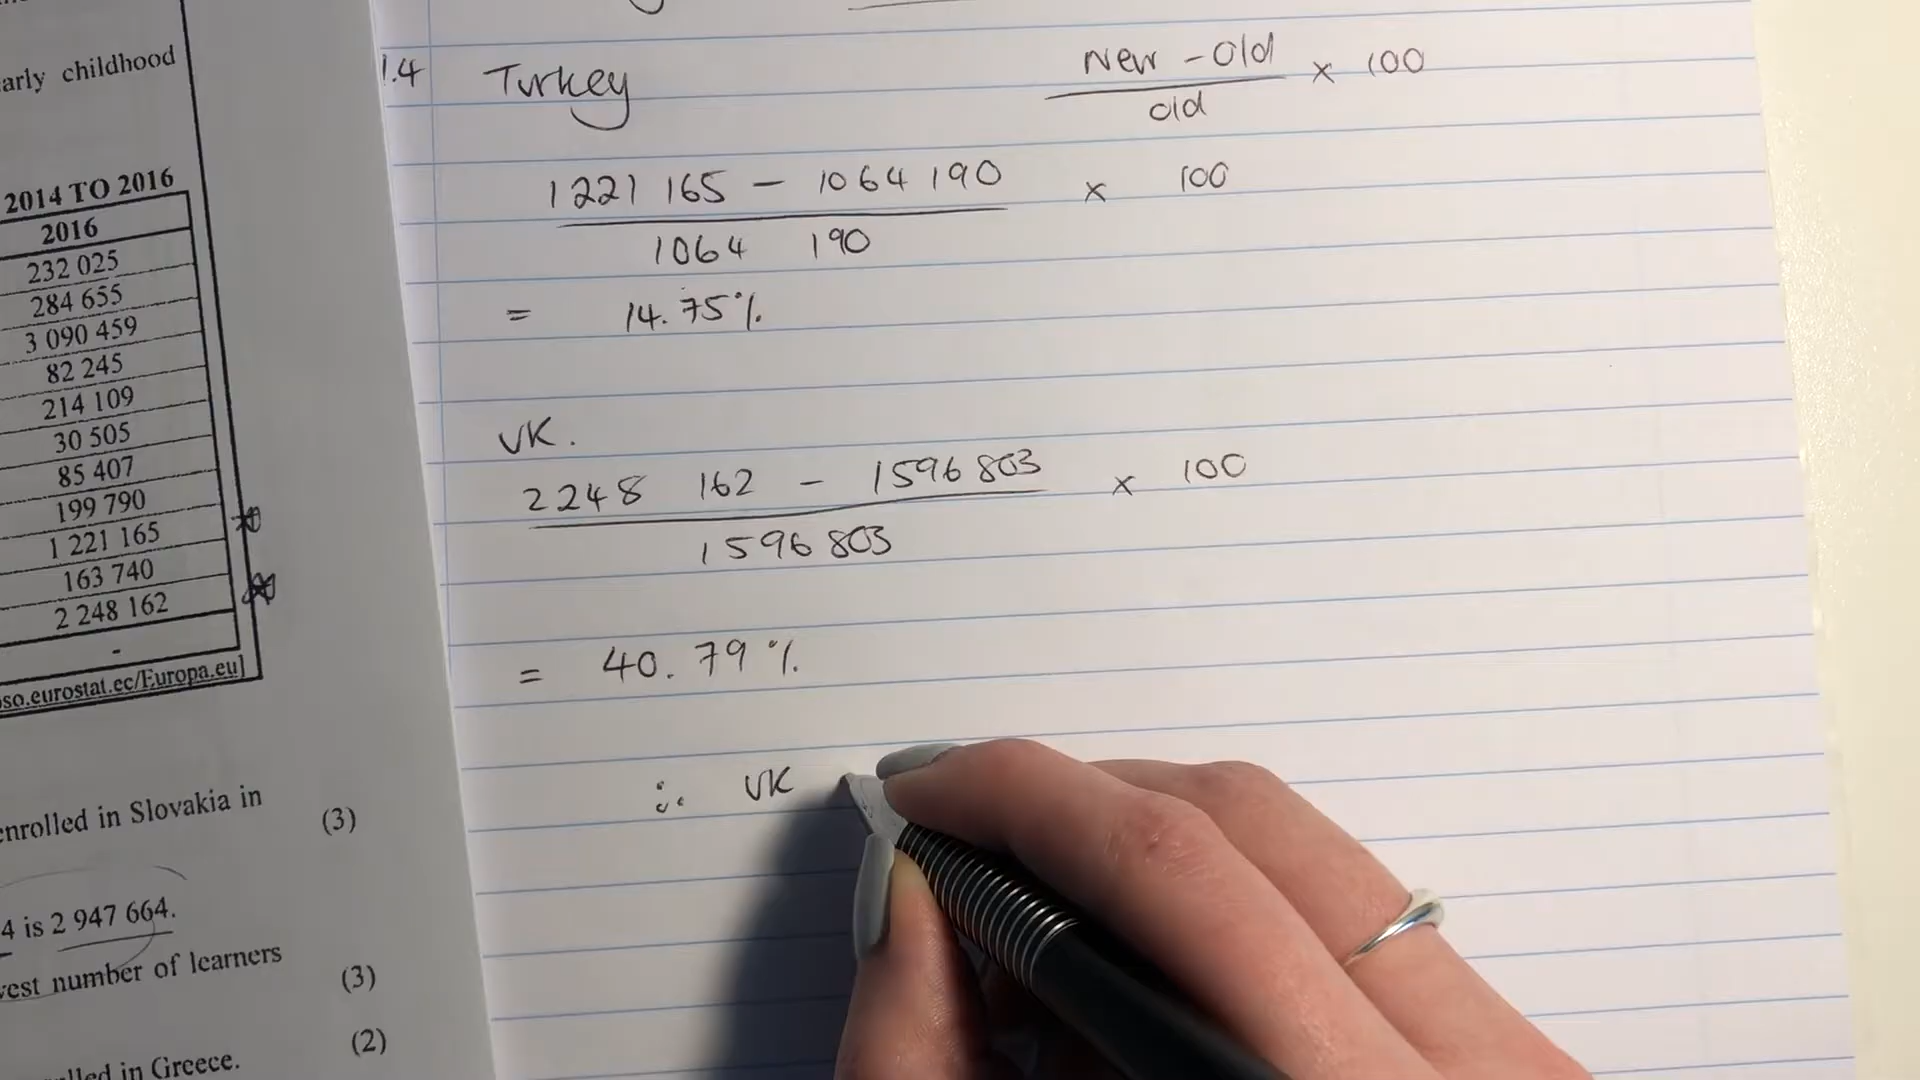 arly childhood
2014 TO 2016
2016
232 025
284 655
3 090 459
82 245
214 109
30 505
85 407
199 790
1 221 165
163 740
2 248 162
-
so.eurostat.ec/Europa.eu]
enrolled in Slovakia in
(3)
4 is 2 947 664.
vest number of learners
(3)
(2)
lled in Greece.
1.4 Turkey
New - Old × 100
old
1221 165 - 1064 190 × 100
1064 190
= 14.75%
UK.
2248 162 - 1596 803 × 100
1596 803
= 40.79%
∴ UK